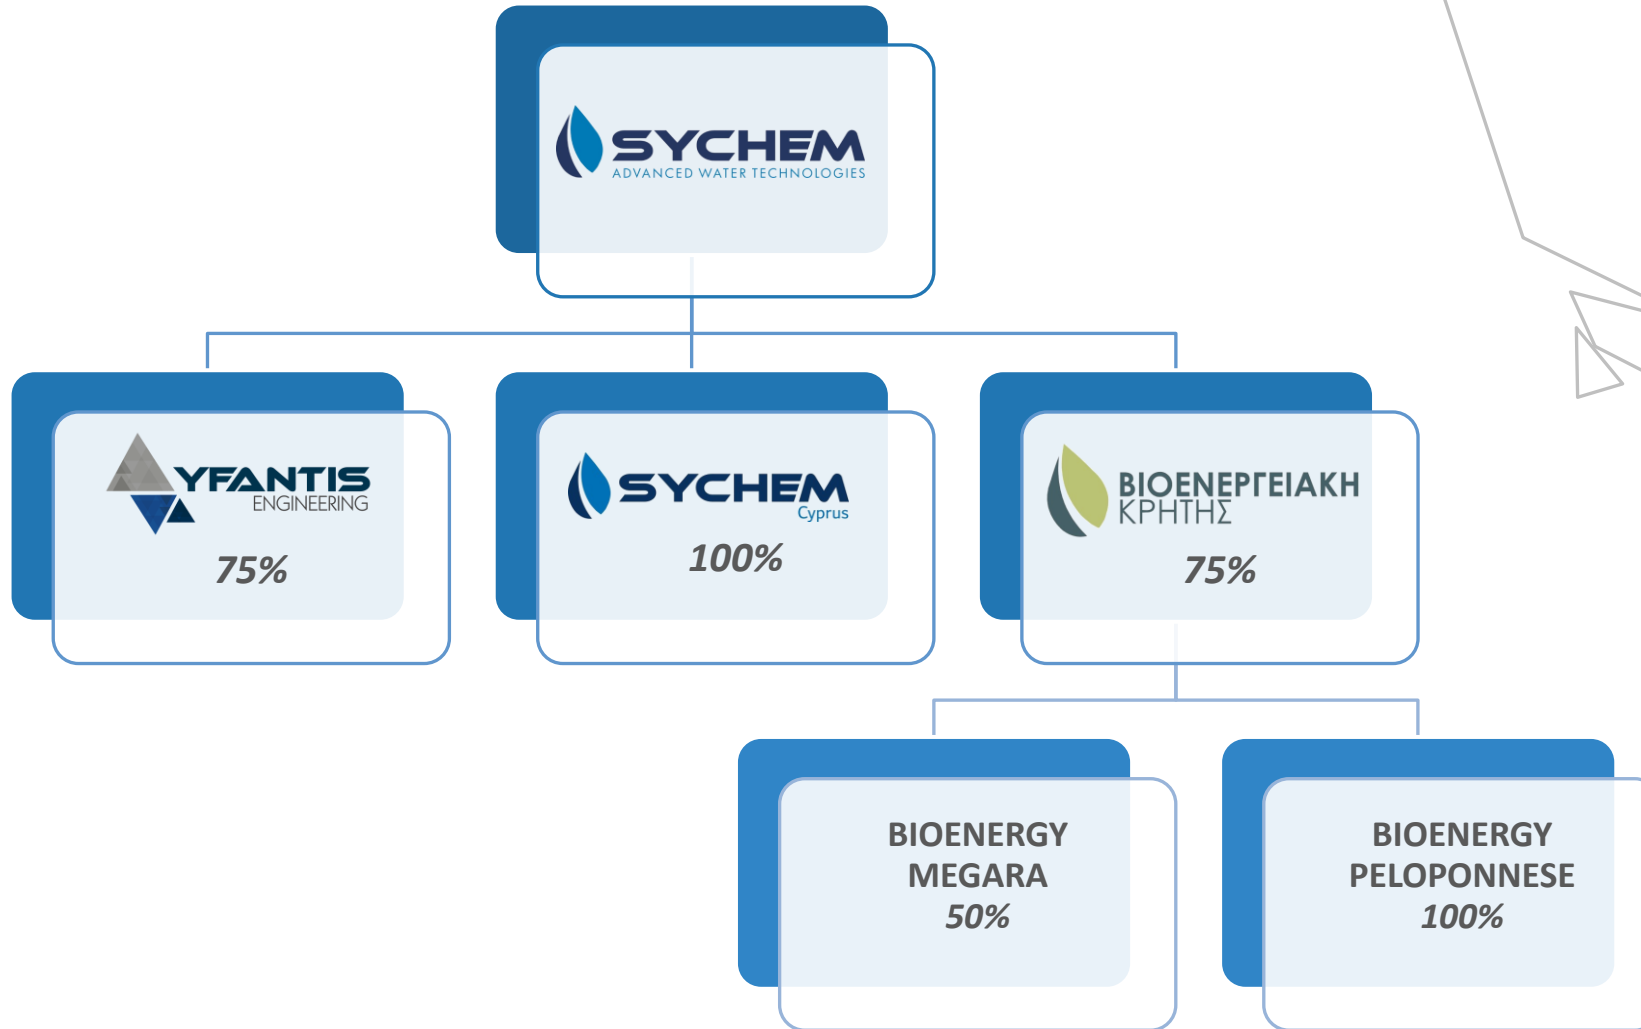 SYCHEM
ADVANCED WATER TECHNOLOGIES
YFANTIS
ENGINEERING
75%
SYCHEM
Cyprus
100%
ΒΙΟΕΝΕΡΓΕΙΑΚΗ
ΚΡΗΤΗΣ
75%
BIOENERGY
MEGARA
50%
BIOENERGY
PELOPONNESE
100%